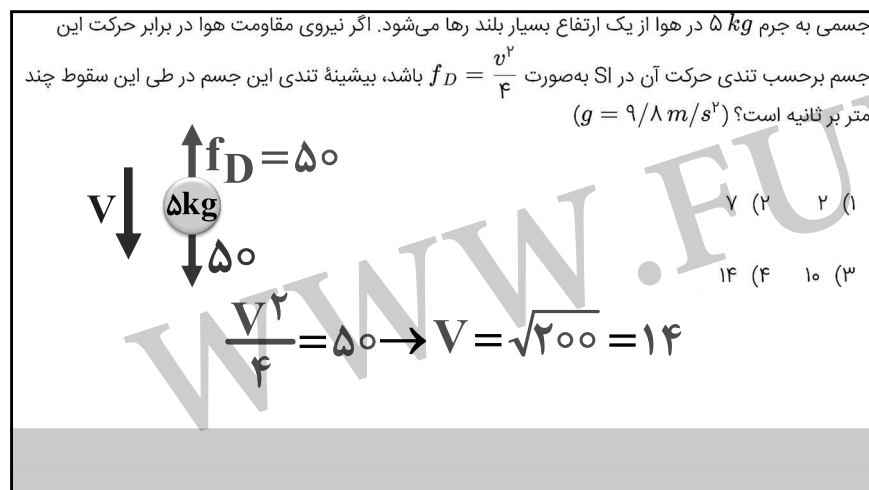 جسمی به جرم ۵ kg در هوا از یک ارتفاع بسیار بلند رها می‌شود. اگر نیروی مقاومت هوا در برابر حرکت این
جسم برحسب تندی حرکت آن در SI به‌صورت f_D = v^۲/۴ باشد، بیشینهٔ تندی این جسم در طی این سقوط چند
متر بر ثانیه است؟ (g = ۹/۸ m/s^۲)
f_D = ۵۰
V
۵kg
۱) ۲ ۲) ۷
۵۰
۳) ۱۰ ۴) ۱۴
V^۲/۴ = ۵۰ → V = √۲۰۰ = ۱۴
WWW.FU